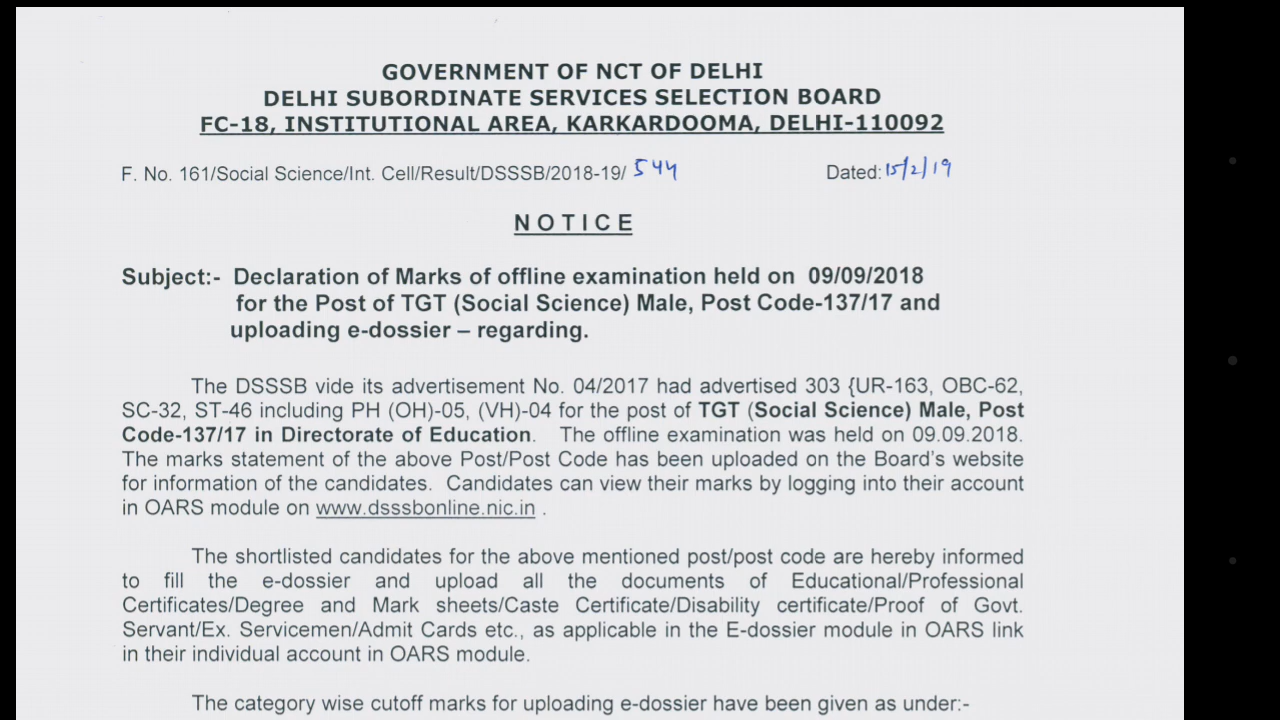 GOVERNMENT OF NCT OF DELHI
DELHI SUBORDINATE SERVICES SELECTION BOARD
FC-18, INSTITUTIONAL AREA, KARKARDOOMA, DELHI-110092
F. No. 161/Social Science/Int. Cell/Result/DSSSB/2018-19/ 544 Dated: 15/2/19
NOTICE
Subject:- Declaration of Marks of offline examination held on 09/09/2018
for the Post of TGT (Social Science) Male, Post Code-137/17 and
uploading e-dossier – regarding.
The DSSSB vide its advertisement No. 04/2017 had advertised 303 {UR-163, OBC-62,
SC-32, ST-46 including PH (OH)-05, (VH)-04 for the post of TGT (Social Science) Male, Post
Code-137/17 in Directorate of Education. The offline examination was held on 09.09.2018.
The marks statement of the above Post/Post Code has been uploaded on the Board's website
for information of the candidates. Candidates can view their marks by logging into their account
in OARS module on www.dsssbonline.nic.in .
The shortlisted candidates for the above mentioned post/post code are hereby informed
to fill the e-dossier and upload all the documents of Educational/Professional
Certificates/Degree and Mark sheets/Caste Certificate/Disability certificate/Proof of Govt.
Servant/Ex. Servicemen/Admit Cards etc., as applicable in the E-dossier module in OARS link
in their individual account in OARS module.
The category wise cutoff marks for uploading e-dossier have been given as under:-